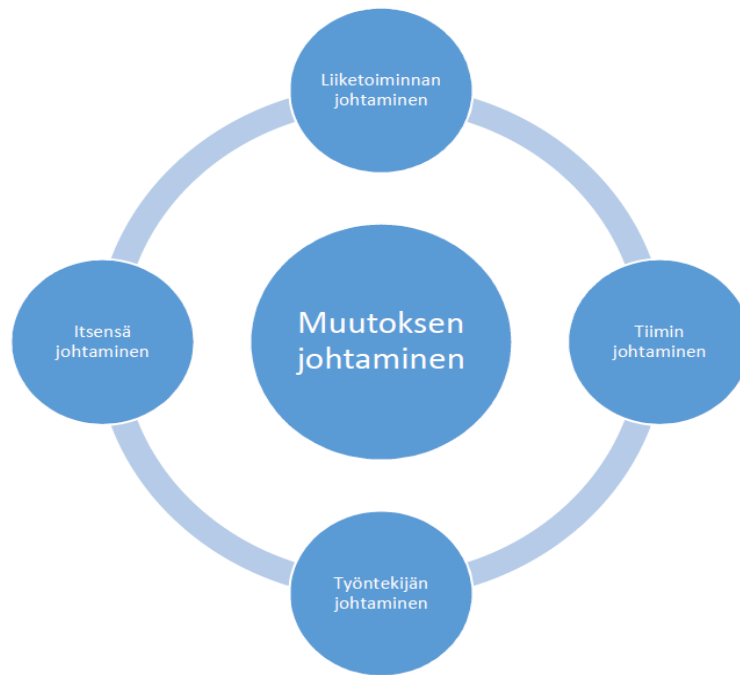 Liiketoiminnan
johtaminen
Muutoksen
johtaminen
Itsensä
johtaminen
Tiimin
johtaminen
Työntekijän
johtaminen